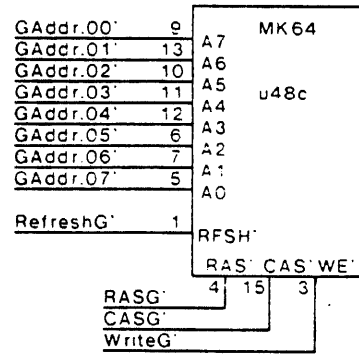 GAddr.00' 9 A7 MK64
GAddr.01' 13 A6
GAddr.02' 10 A5 u48c
GAddr.03' 11 A4
GAddr.04' 12 A3
GAddr.05' 6 A2
GAddr.06' 7 A1
GAddr.07' 5 A0
RefreshG' 1 RFSH'
RAS' CAS' WE'
4 15 3
RASG'
CASG'
WriteG'